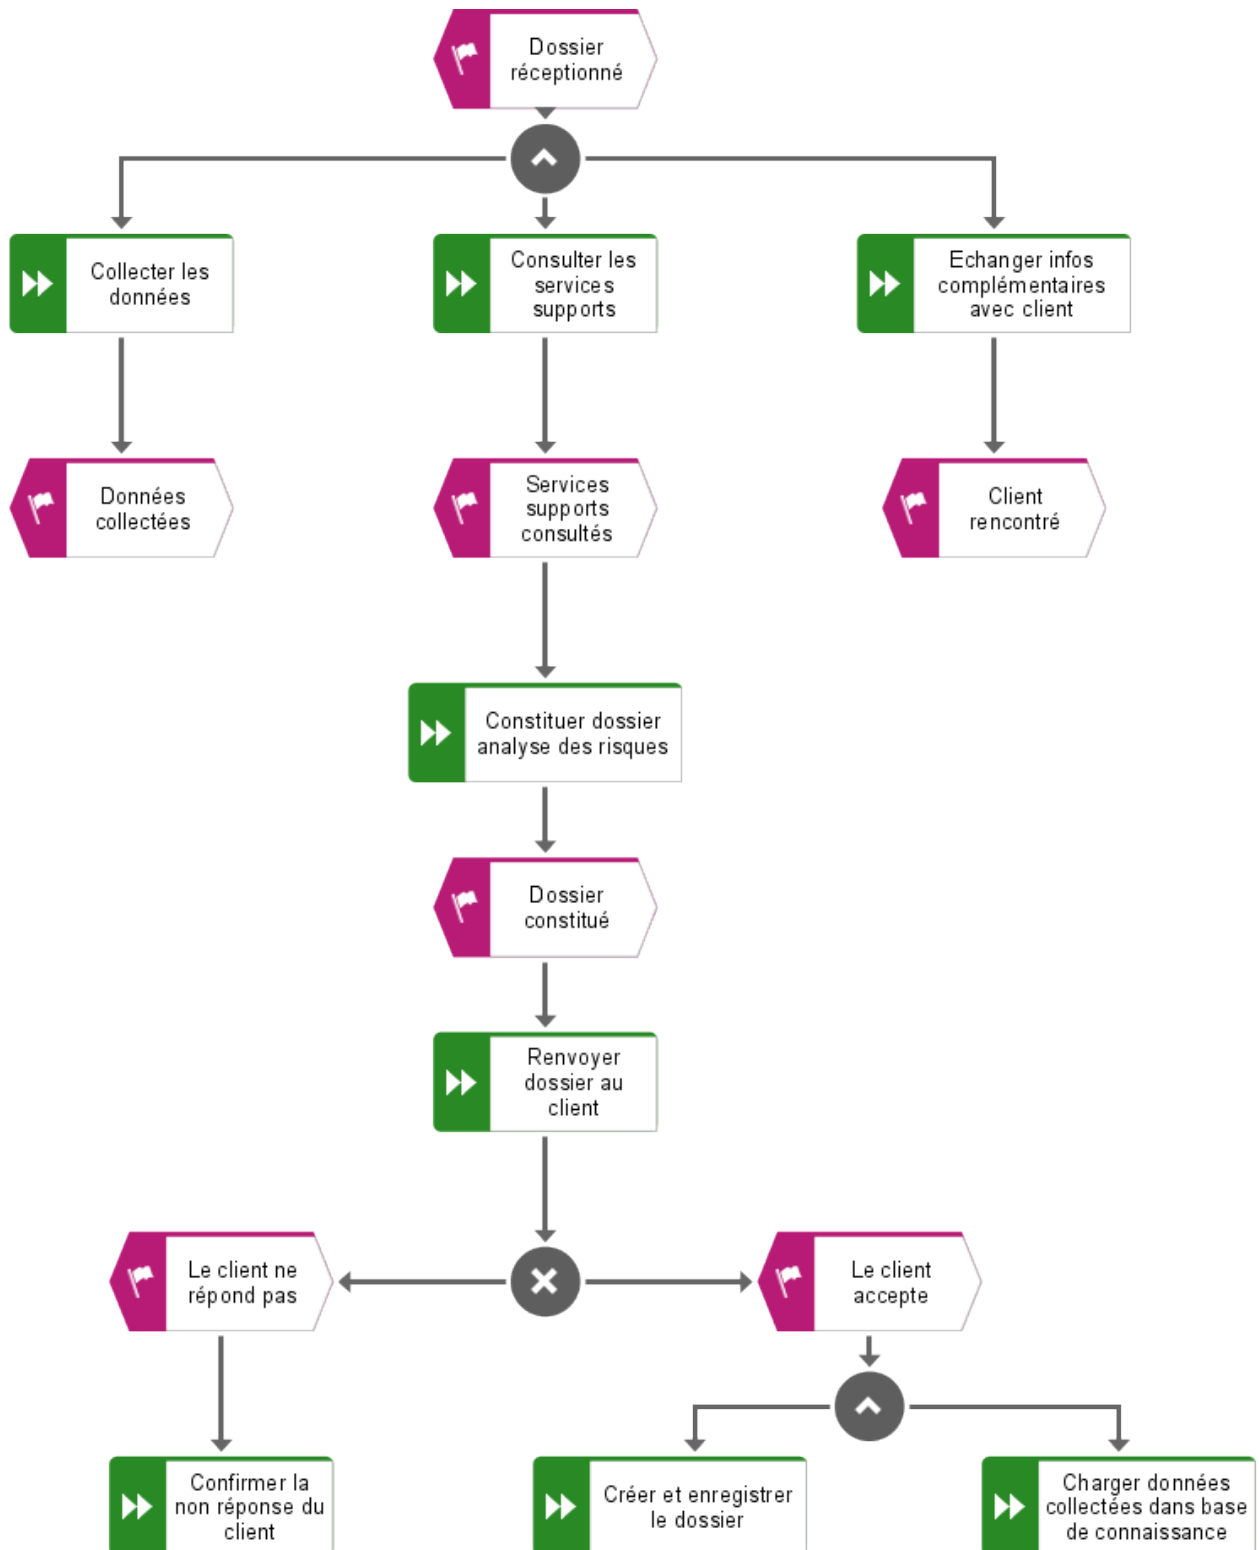 Dossier
réceptionné
Collecter les
données
Consulter les
services
supports
Echanger infos
complémentaires
avec client
Données
collectées
Services
supports
consultés
Client
rencontré
Constituer dossier
analyse des risques
Dossier
constitué
Renvoyer
dossier au
client
Le client ne
répond pas
Le client
accepte
Confirmer la
non réponse du
client
Créer et enregistrer
le dossier
Charger données
collectées dans base
de connaissance